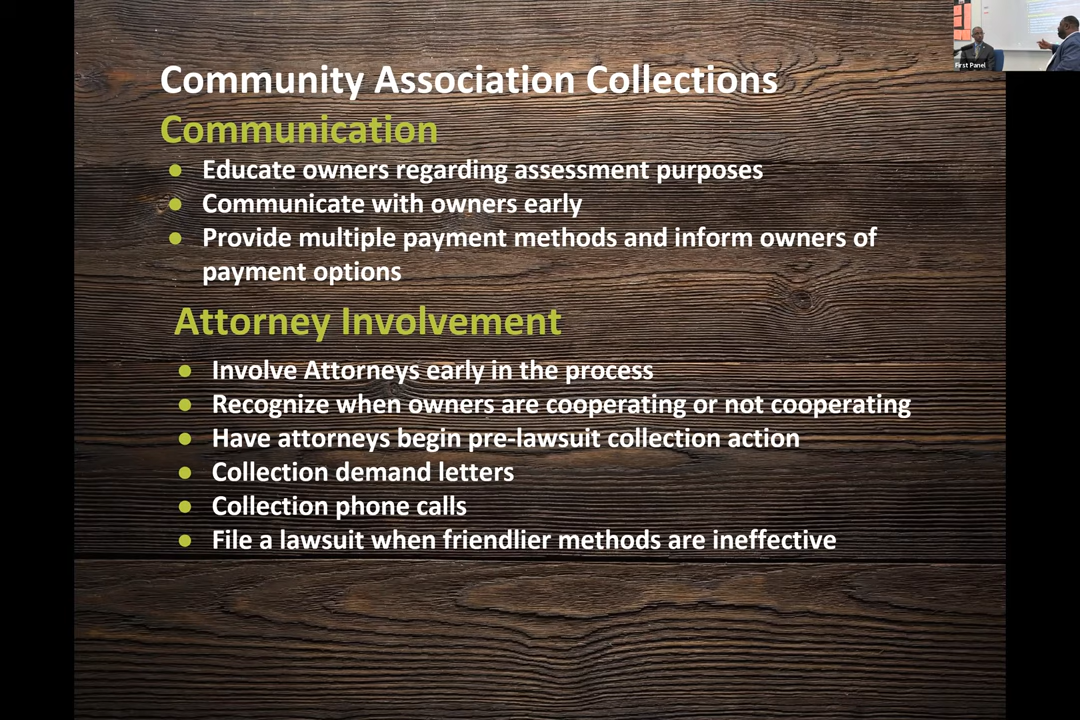 First Panel
Community Association Collections
Communication
● Educate owners regarding assessment purposes
● Communicate with owners early
● Provide multiple payment methods and inform owners of
payment options
Attorney Involvement
● Involve Attorneys early in the process
● Recognize when owners are cooperating or not cooperating
● Have attorneys begin pre-lawsuit collection action
● Collection demand letters
● Collection phone calls
● File a lawsuit when friendlier methods are ineffective